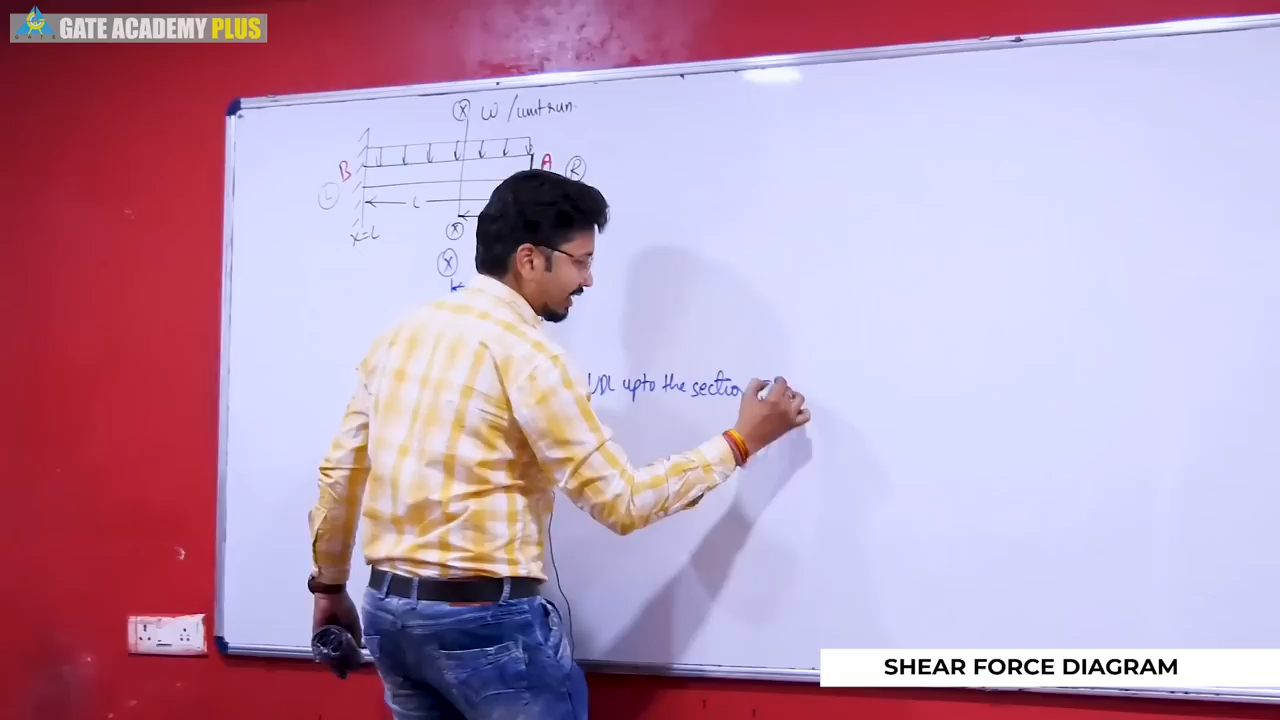 GATE ACADEMY PLUS
X w /unit run.
B A R
L
L
x=L X
X
UDL upto the section
SHEAR FORCE DIAGRAM